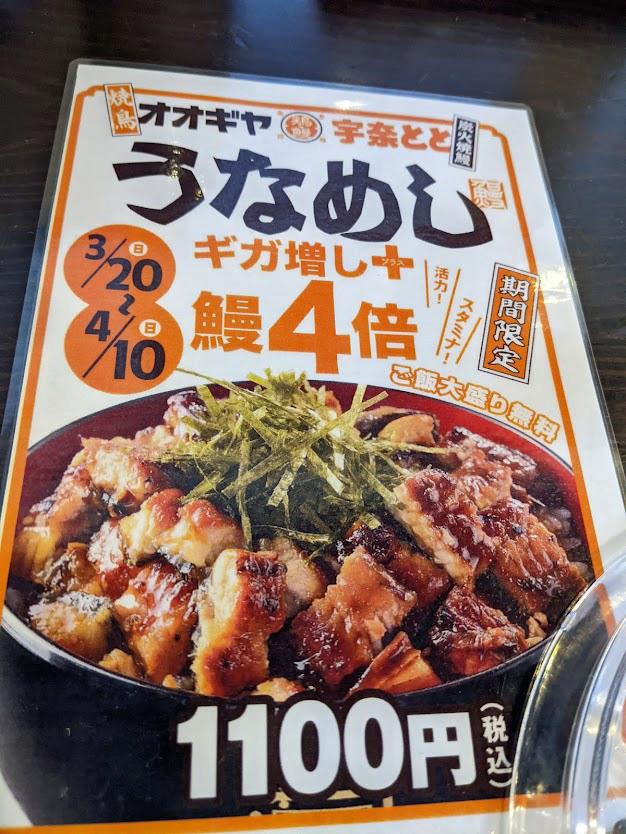 焼鳥 オオギヤ 宇奈とと 炭火焼鰻
うなめし
3/20(日)
~
4/10(日)
ギガ増し+
プラス
鰻4倍
活力!
スタミナ!
期間限定
ご飯大盛り無料
1100円(税込)